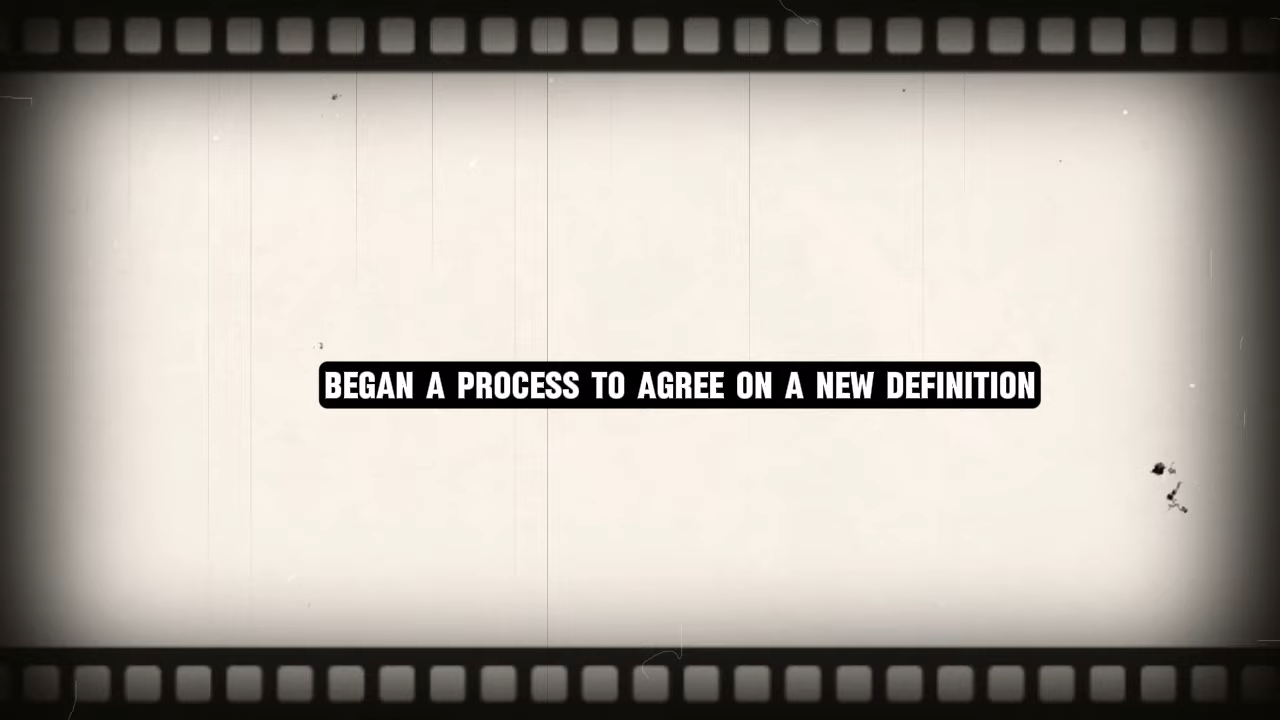 BEGAN A PROCESS TO AGREE ON A NEW DEFINITION